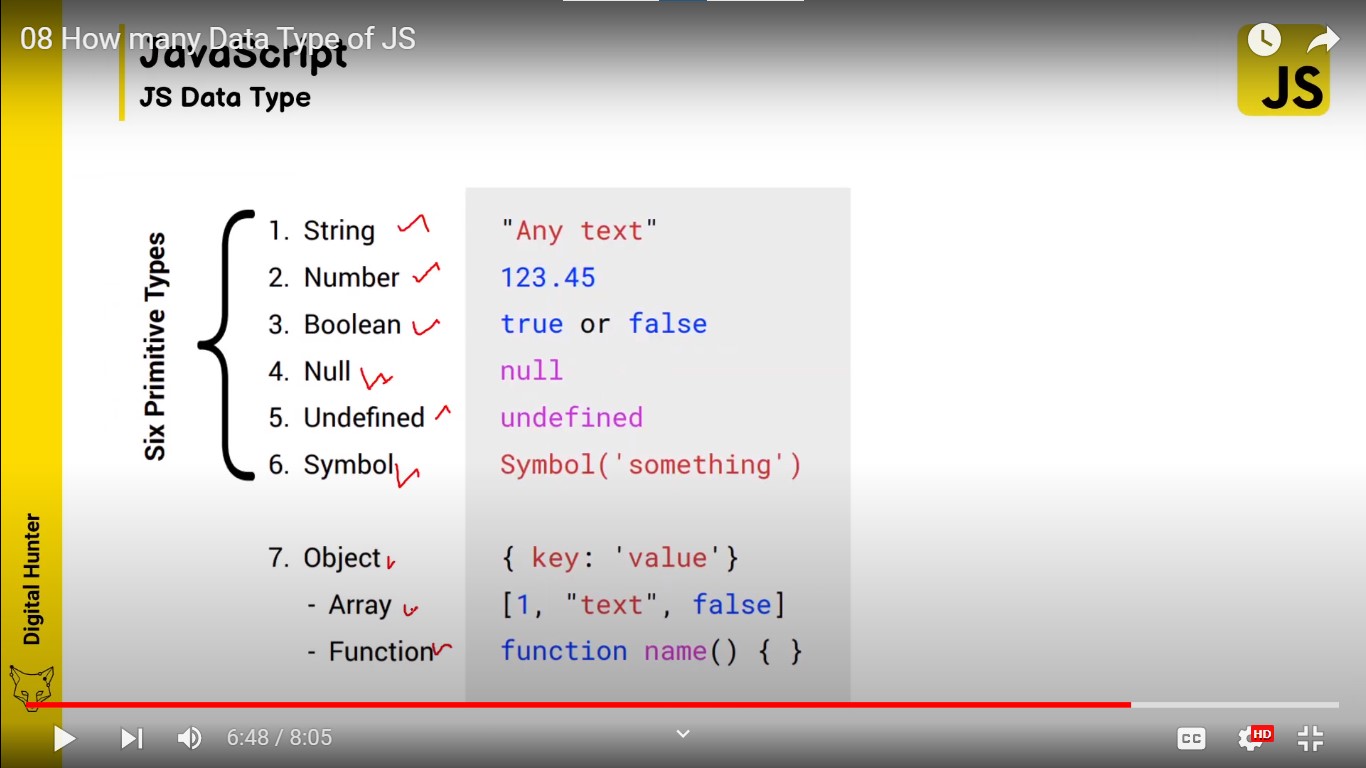 08 How many Data Type of JS
JavaScript
JS Data Type
JS
Six Primitive Types
1. String "Any text"
2. Number 123.45
3. Boolean true or false
4. Null null
5. Undefined undefined
6. Symbol Symbol('something')
7. Object { key: 'value'}
- Array [1, "text", false]
- Function function name() { }
Digital Hunter
6:48 / 8:05
CC
HD